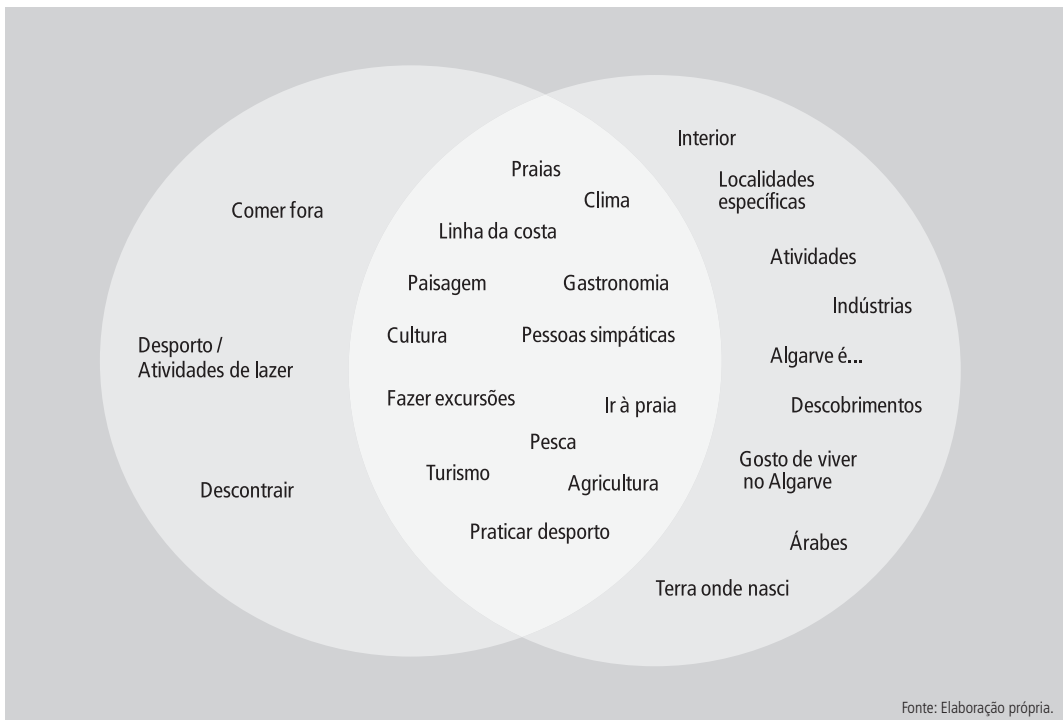 Comer fora
Desporto /
Atividades de lazer
Descontrair
Praias
Clima
Linha da costa
Paisagem
Gastronomia
Cultura
Pessoas simpáticas
Fazer excursões
Ir à praia
Pesca
Turismo
Agricultura
Praticar desporto
Interior
Localidades
específicas
Atividades
Indústrias
Algarve é...
Descobrimentos
Gosto de viver
no Algarve
Árabes
Terra onde nasci
Fonte: Elaboração própria.